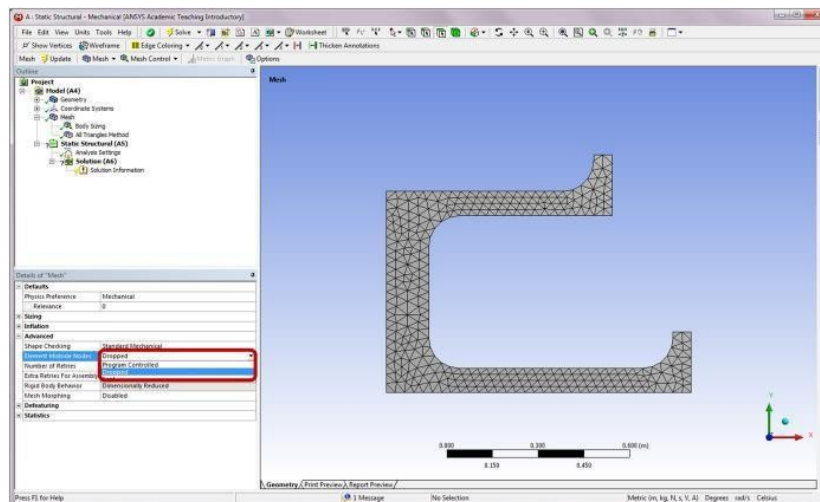 A : Static Structural - Mechanical [ANSYS Academic Teaching Introductory]
File Edit View Units Tools Help Solve Worksheet
Show Vertices Wireframe Edge Coloring Thicken Annotations
Mesh Update Mesh Mesh Control Metric Graph Options
Outline
Project
Model (A4)
Geometry
Coordinate Systems
Mesh
Body Sizing
All Triangles Method
Static Structural (A5)
Analysis Settings
Solution (A6)
Solution Information
Details of "Mesh"
Defaults
Physics Preference Mechanical
Relevance 0
Sizing
Inflation
Advanced
Shape Checking Standard Mechanical
Element Midside Nodes Dropped
Program Controlled
Number of Retries Dropped
Extra Retries For Assembly
Rigid Body Behavior Dimensionally Reduced
Mesh Morphing Disabled
Defeaturing
Statistics
Mesh
0.000 0.300 0.600 (m)
0.150 0.450
Y
X
Geometry Print Preview Report Preview
Press F1 for Help 1 Message No Selection Metric (m, kg, N, s, V, A) Degrees rad/s Celsius